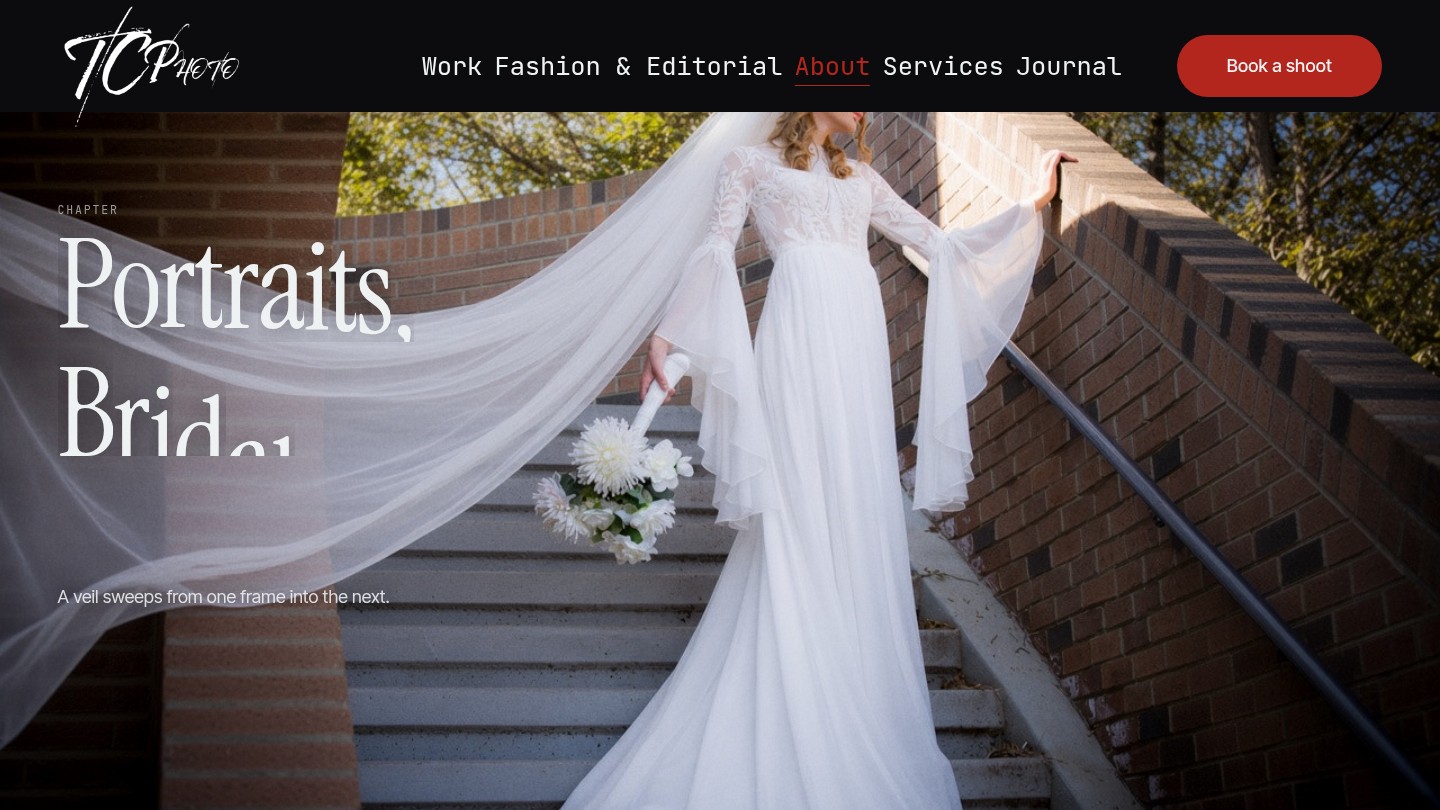 TCPHOTO
Work Fashion & Editorial About Services Journal
Book a shoot
CHAPTER
Portraits,
A veil sweeps from one frame into the next.